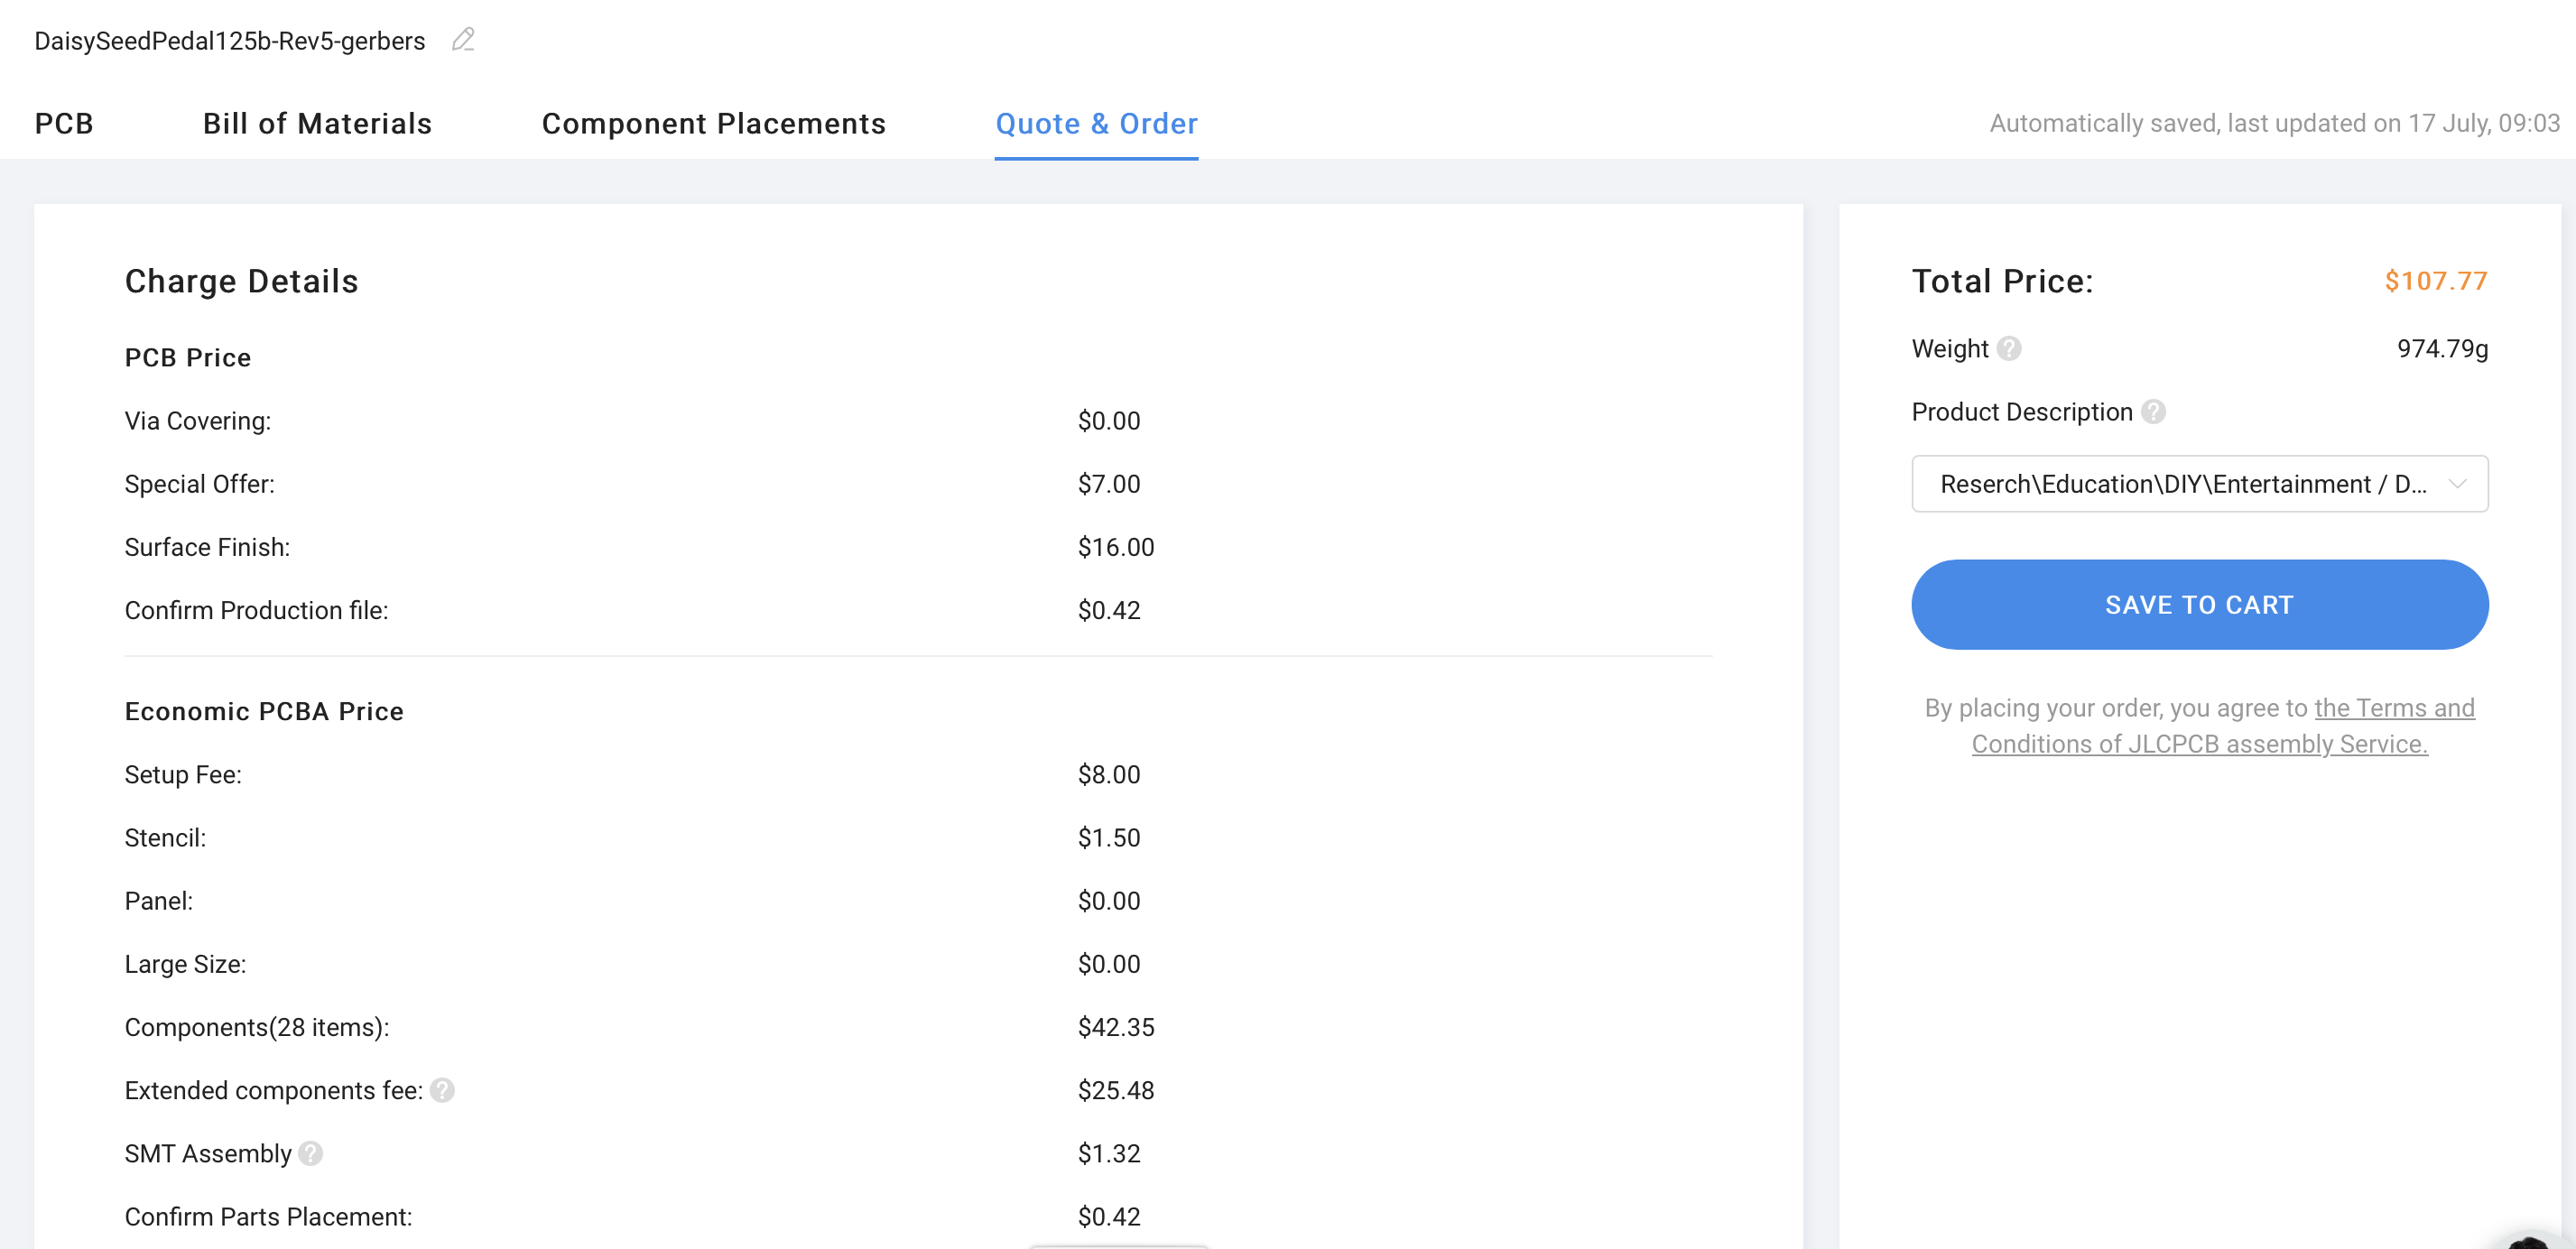 DaisySeedPedal125b-Rev5-gerbers
PCB Bill of Materials Component Placements Quote & Order Automatically saved, last updated on 17 July, 09:03
Charge Details
PCB Price
Via Covering: $0.00
Special Offer: $7.00
Surface Finish: $16.00
Confirm Production file: $0.42
Economic PCBA Price
Setup Fee: $8.00
Stencil: $1.50
Panel: $0.00
Large Size: $0.00
Components(28 items): $42.35
Extended components fee: ? $25.48
SMT Assembly ? $1.32
Confirm Parts Placement: $0.42
Total Price: $107.77
Weight ? 974.79g
Product Description ?
Reserch\Education\DIY\Entertainment / D...
SAVE TO CART
By placing your order, you agree to the Terms and
Conditions of JLCPCB assembly Service.